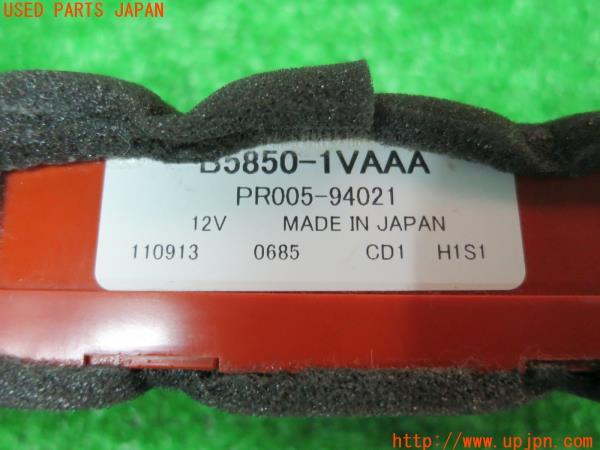 USED PARTS JAPAN
B5850-1VAAA
PR005-94021
12V MADE IN JAPAN
110913 0685 CD1 H1S1
http://www.upjpn.com/